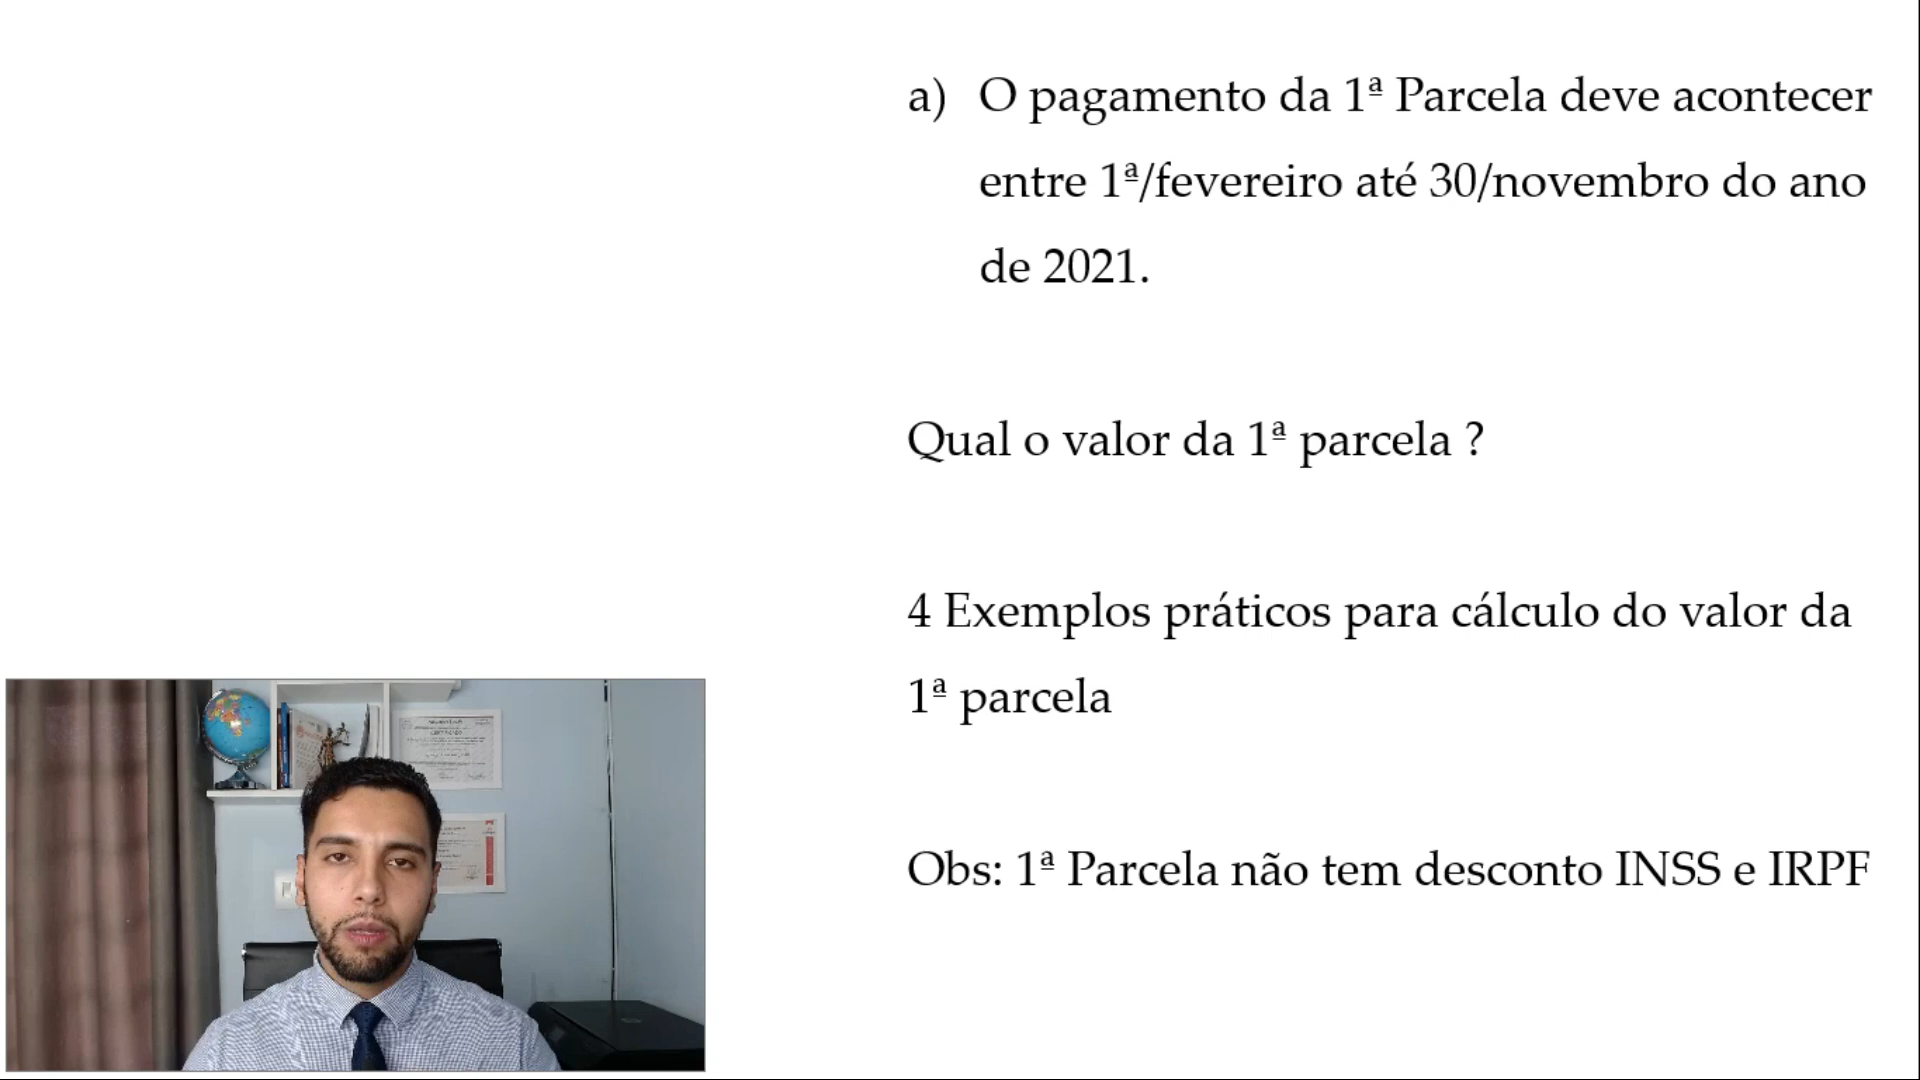 a) O pagamento da 1ª Parcela deve acontecer
entre 1ª/fevereiro até 30/novembro do ano
de 2021.
Qual o valor da 1ª parcela ?
4 Exemplos práticos para cálculo do valor da
1ª parcela
Obs: 1ª Parcela não tem desconto INSS e IRPF